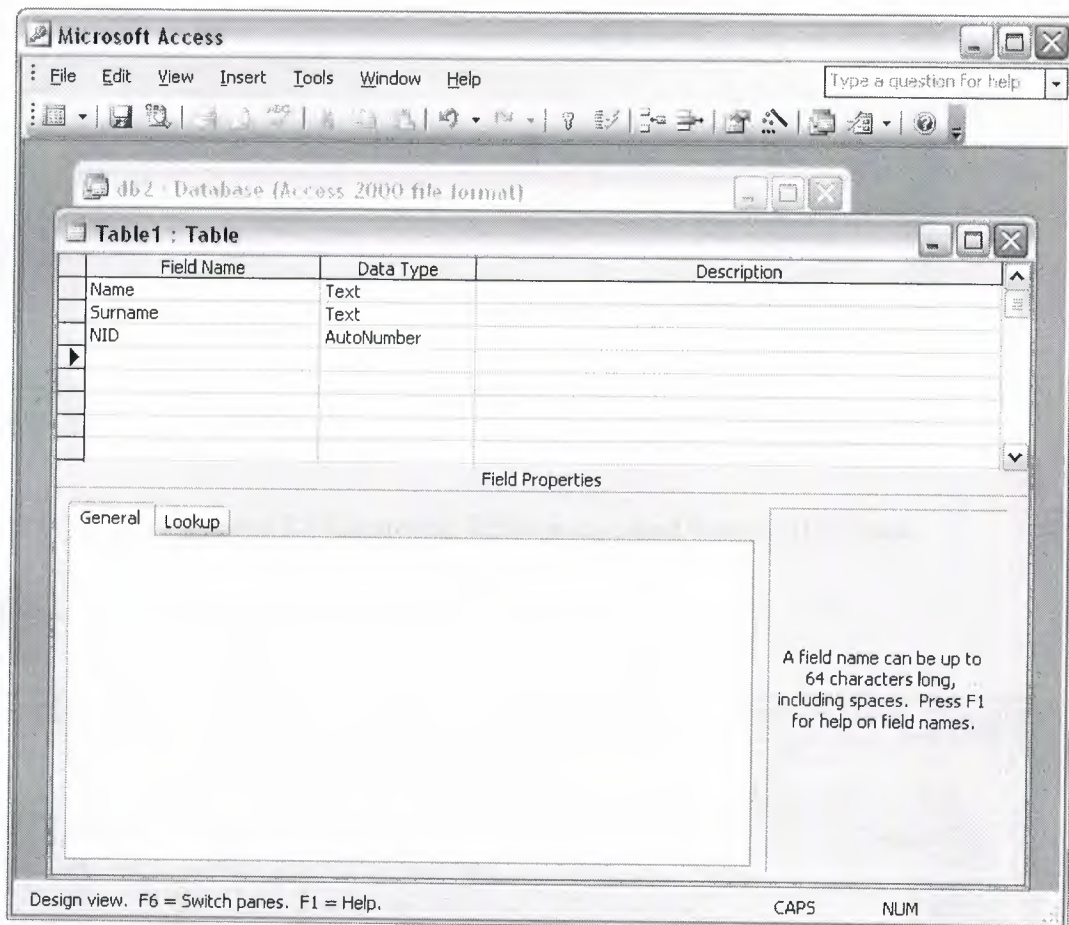 Microsoft Access
File Edit View Insert Tools Window Help
Type a question for help
db2 : Database (Access 2000 file format)
Table1 : Table
Field Name Data Type Description
Name Text
Surname Text
NID AutoNumber
Field Properties
General Lookup
A field name can be up to
64 characters long,
including spaces. Press F1
for help on field names.
Design view. F6 = Switch panes. F1 = Help.
CAPS NUM